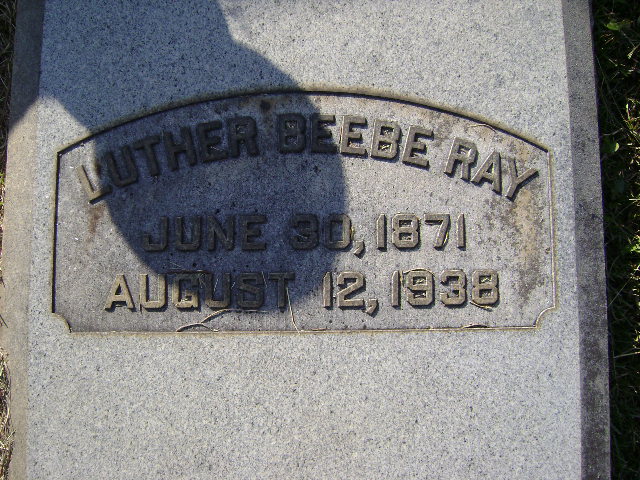 LUTHER BEEBE RAY
JUNE 30, 1871
AUGUST 12, 1938